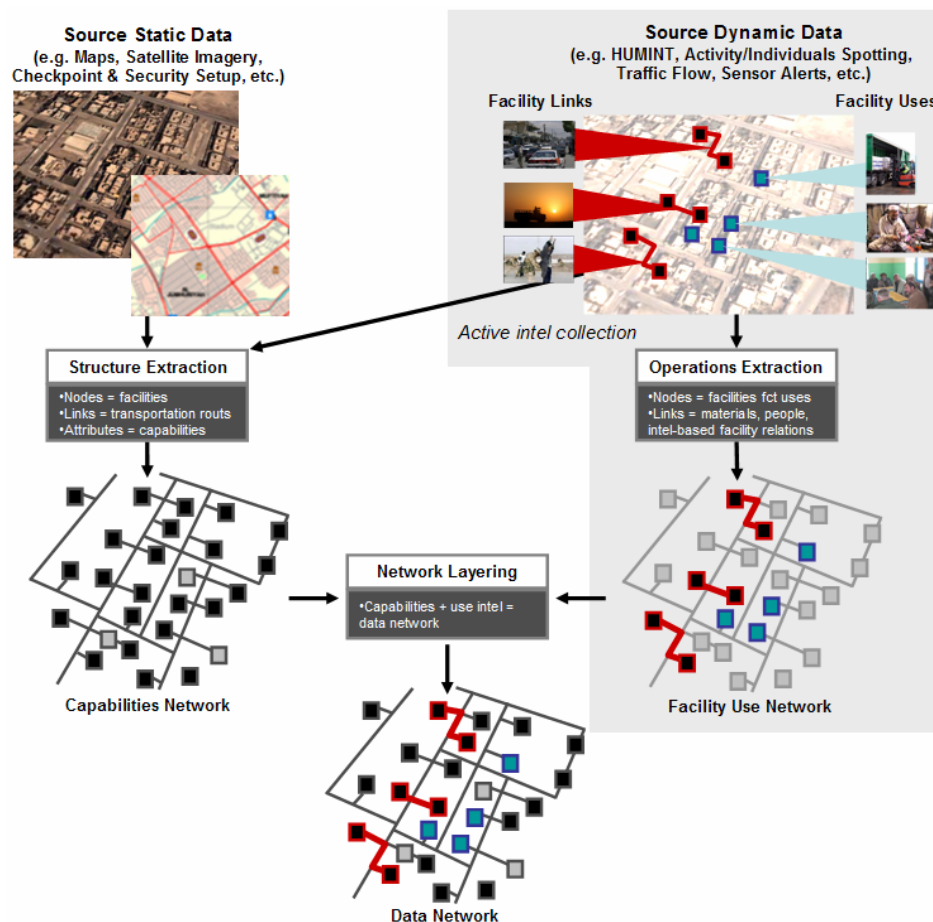 Source Static Data
(e.g. Maps, Satellite Imagery,
Checkpoint & Security Setup, etc.)
Source Dynamic Data
(e.g. HUMINT, Activity/Individuals Spotting,
Traffic Flow, Sensor Alerts, etc.)
Facility Links
Facility Uses
Active intel collection
Structure Extraction
•Nodes = facilities
•Links = transportation routs
•Attributes = capabilities
Operations Extraction
•Nodes = facilities fct uses
•Links = materials, people,
intel-based facility relations
Network Layering
•Capabilities + use intel =
data network
Capabilities Network
Facility Use Network
Data Network